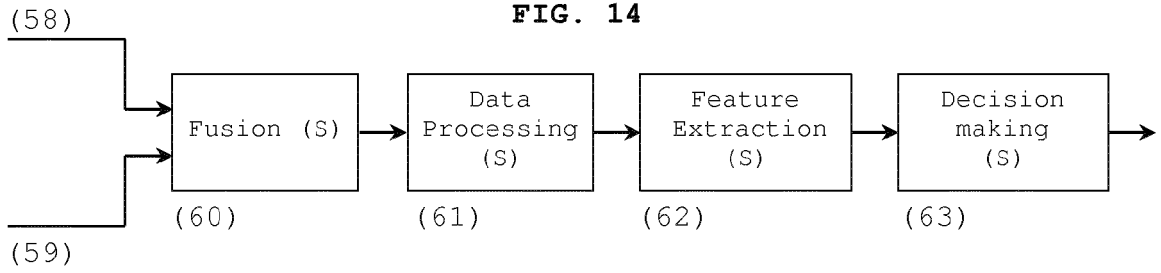 FIG. 14
(58)
Fusion (S)
Data
Processing
(S)
Feature
Extraction
(S)
Decision
making
(S)
(60)
(61)
(62)
(63)
(59)